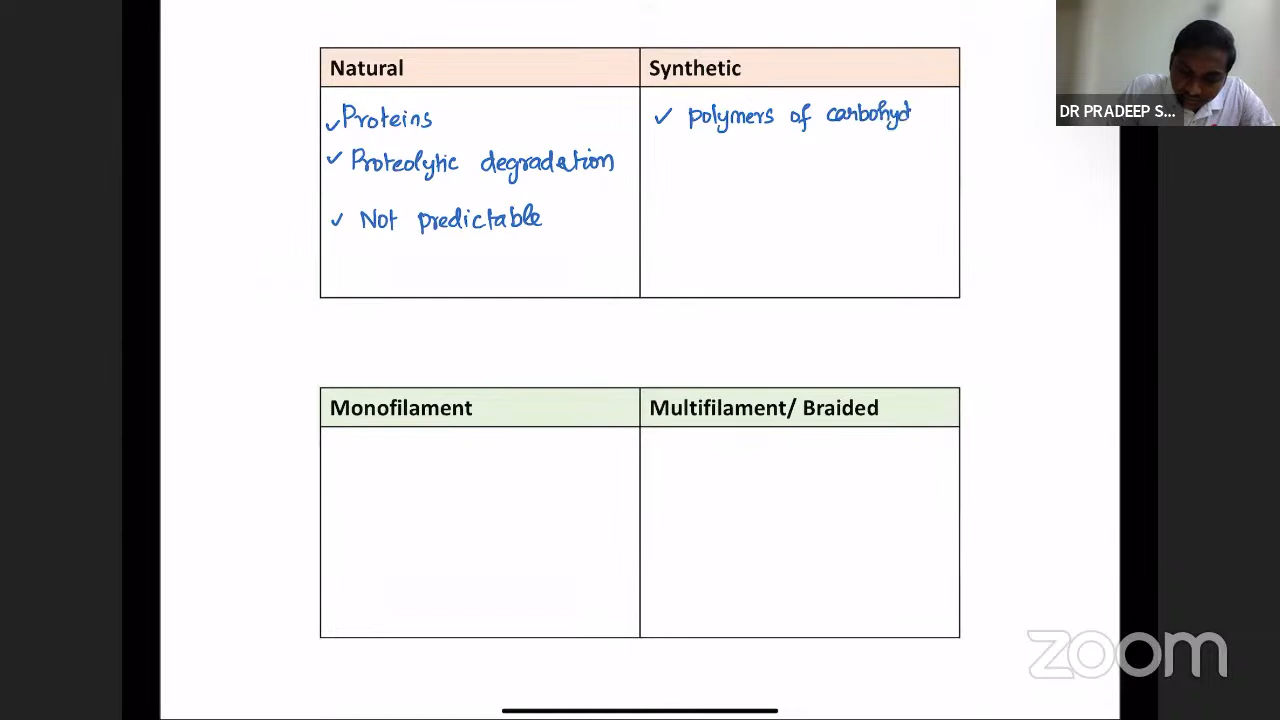 Natural
Synthetic
✓ Proteins
✓ Proteolytic degradation
✓ Not predictable
✓ polymers of carbohyd
Monofilament
Multifilament/ Braided
DR PRADEEP S...
zoom